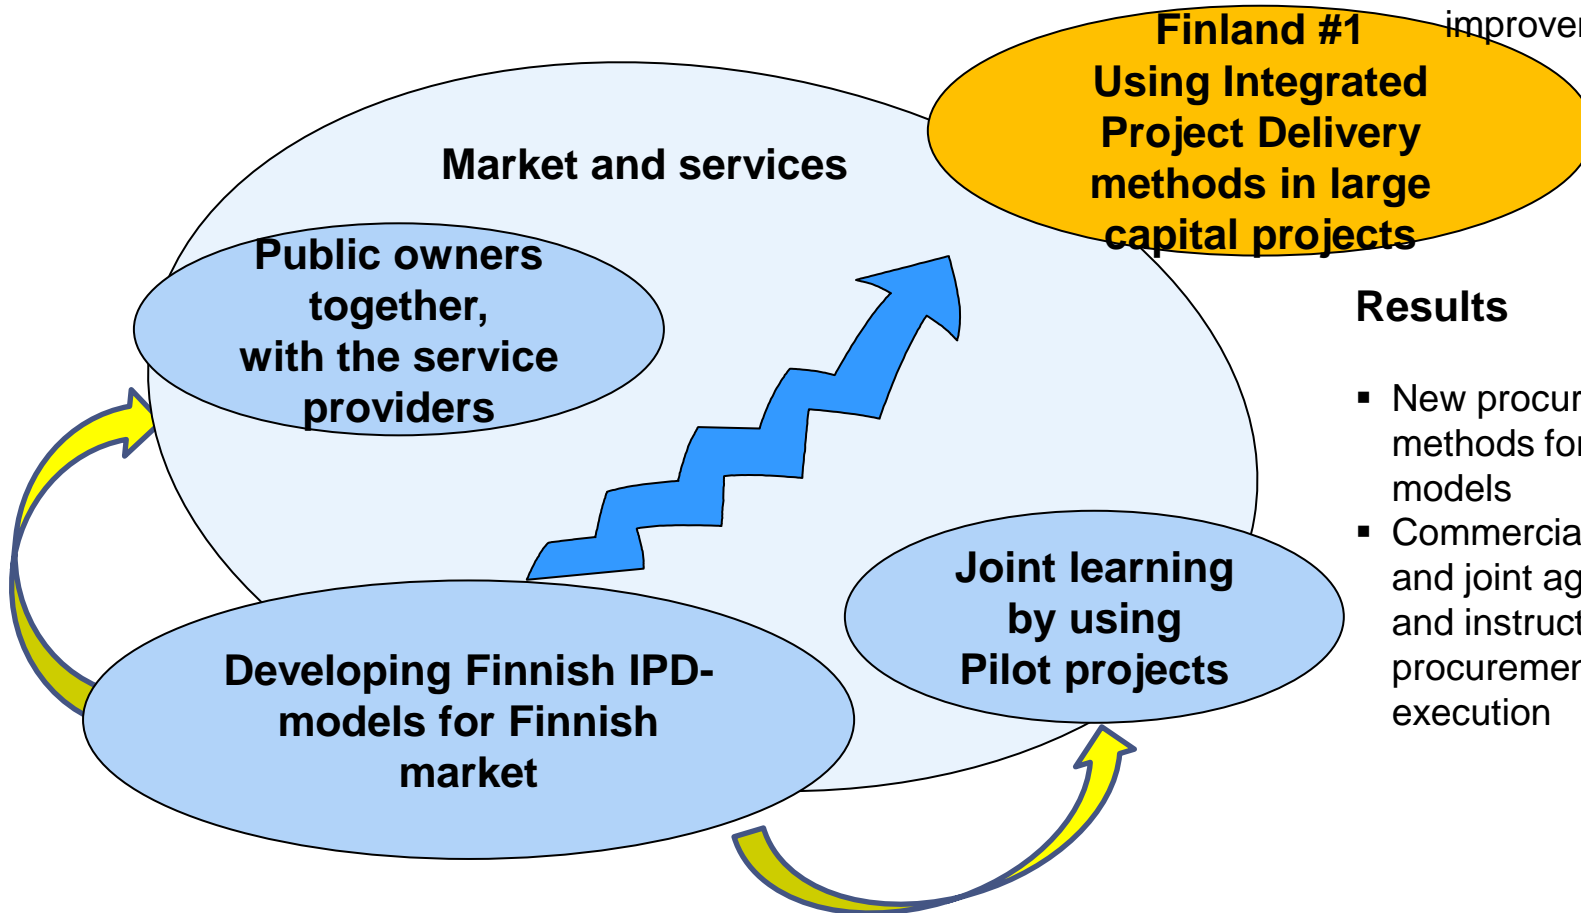 improver
Finland #1
Using Integrated
Project Delivery
methods in large
capital projects
Market and services
Public owners
together,
with the service
providers
Joint learning
by using
Pilot projects
Developing Finnish IPD-
models for Finnish
market
Results
▪ New procur
methods for
models
▪ Commercia
and joint ag
and instruct
procuremen
execution